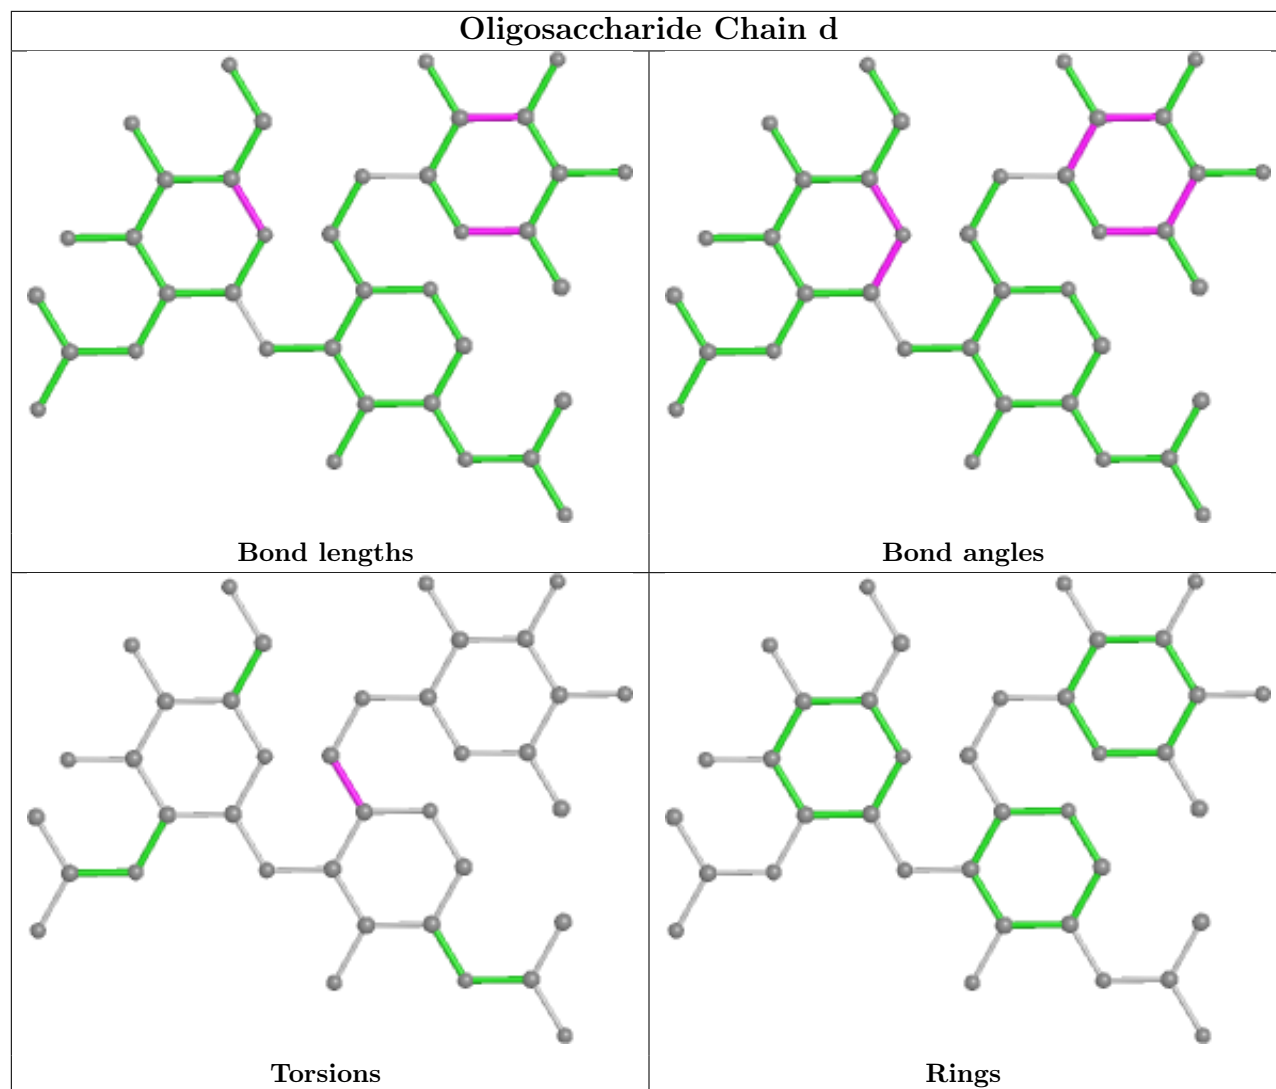 Oligosaccharide Chain d
Bond lengths
Bond angles
Torsions
Rings